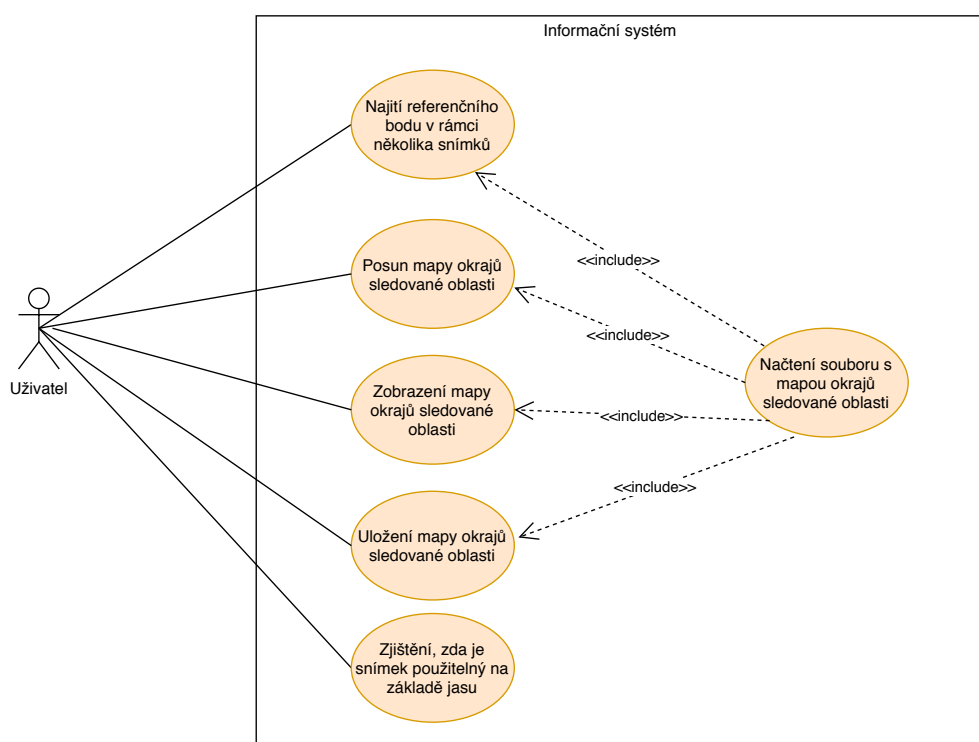 Informační systém
Najití referenčního
bodu v rámci
několika snímků
<<include>>
Posun mapy okrajů
sledované oblasti
<<include>>
Načtení souboru s
mapou okrajů
sledované oblasti
Uživatel
Zobrazení mapy
okrajů sledované
oblasti
<<include>>
<<include>>
Uložení mapy okrajů
sledované oblasti
Zjištění, zda je
snímek použitelný na
základě jasu